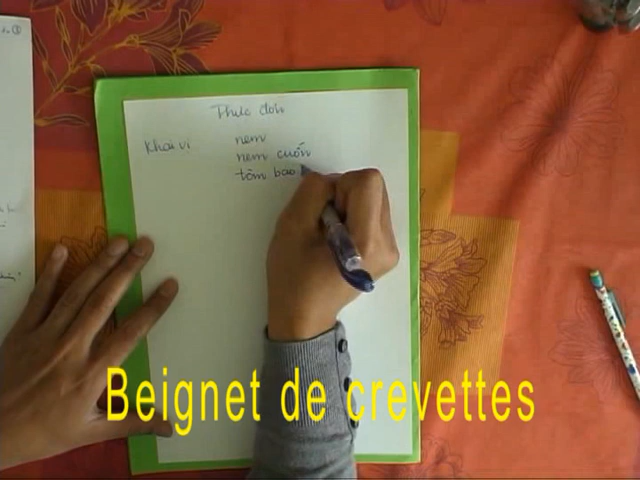 Thực đơn
Khai vị nem
nem cuốn
tôm bao
Beignet de crevettes